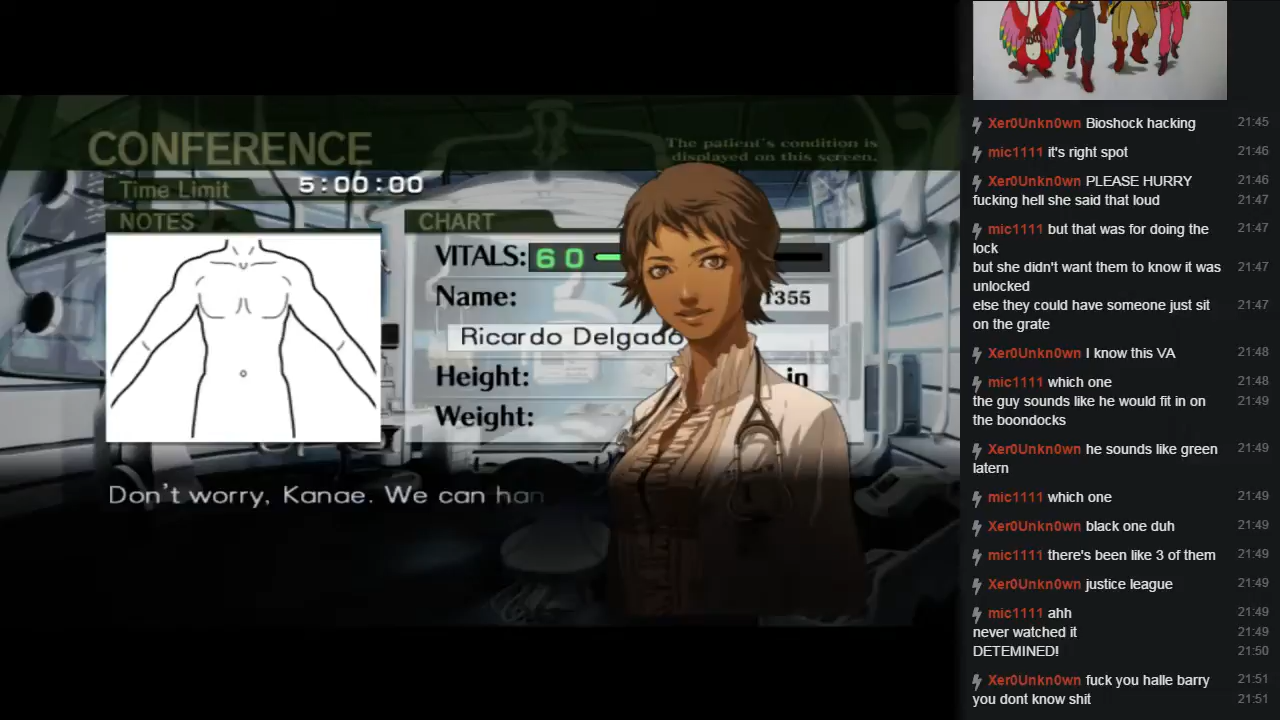 CONFERENCE
The patient's condition is
displayed on this screen.
Time Limit
5:00:00
NOTES
CHART
VITALS: 60
Name:
1355
Ricardo Delgado
Height:
in
Weight:
Don't worry, Kanae. We can han
Xer0Unkn0wn Bioshock hacking 21:45
mic1111 it's right spot 21:46
Xer0Unkn0wn PLEASE HURRY 21:46
fucking hell she said that loud 21:47
mic1111 but that was for doing the 21:47
lock
but she didn't want them to know it was 21:47
unlocked
else they could have someone just sit 21:47
on the grate
Xer0Unkn0wn I know this VA 21:48
mic1111 which one 21:48
the guy sounds like he would fit in on 21:49
the boondocks
Xer0Unkn0wn he sounds like green 21:49
latern
mic1111 which one 21:49
Xer0Unkn0wn black one duh 21:49
mic1111 there's been like 3 of them 21:49
Xer0Unkn0wn justice league 21:49
mic1111 ahh 21:49
never watched it 21:49
DETEMINED! 21:50
Xer0Unkn0wn fuck you halle barry 21:51
you dont know shit 21:51